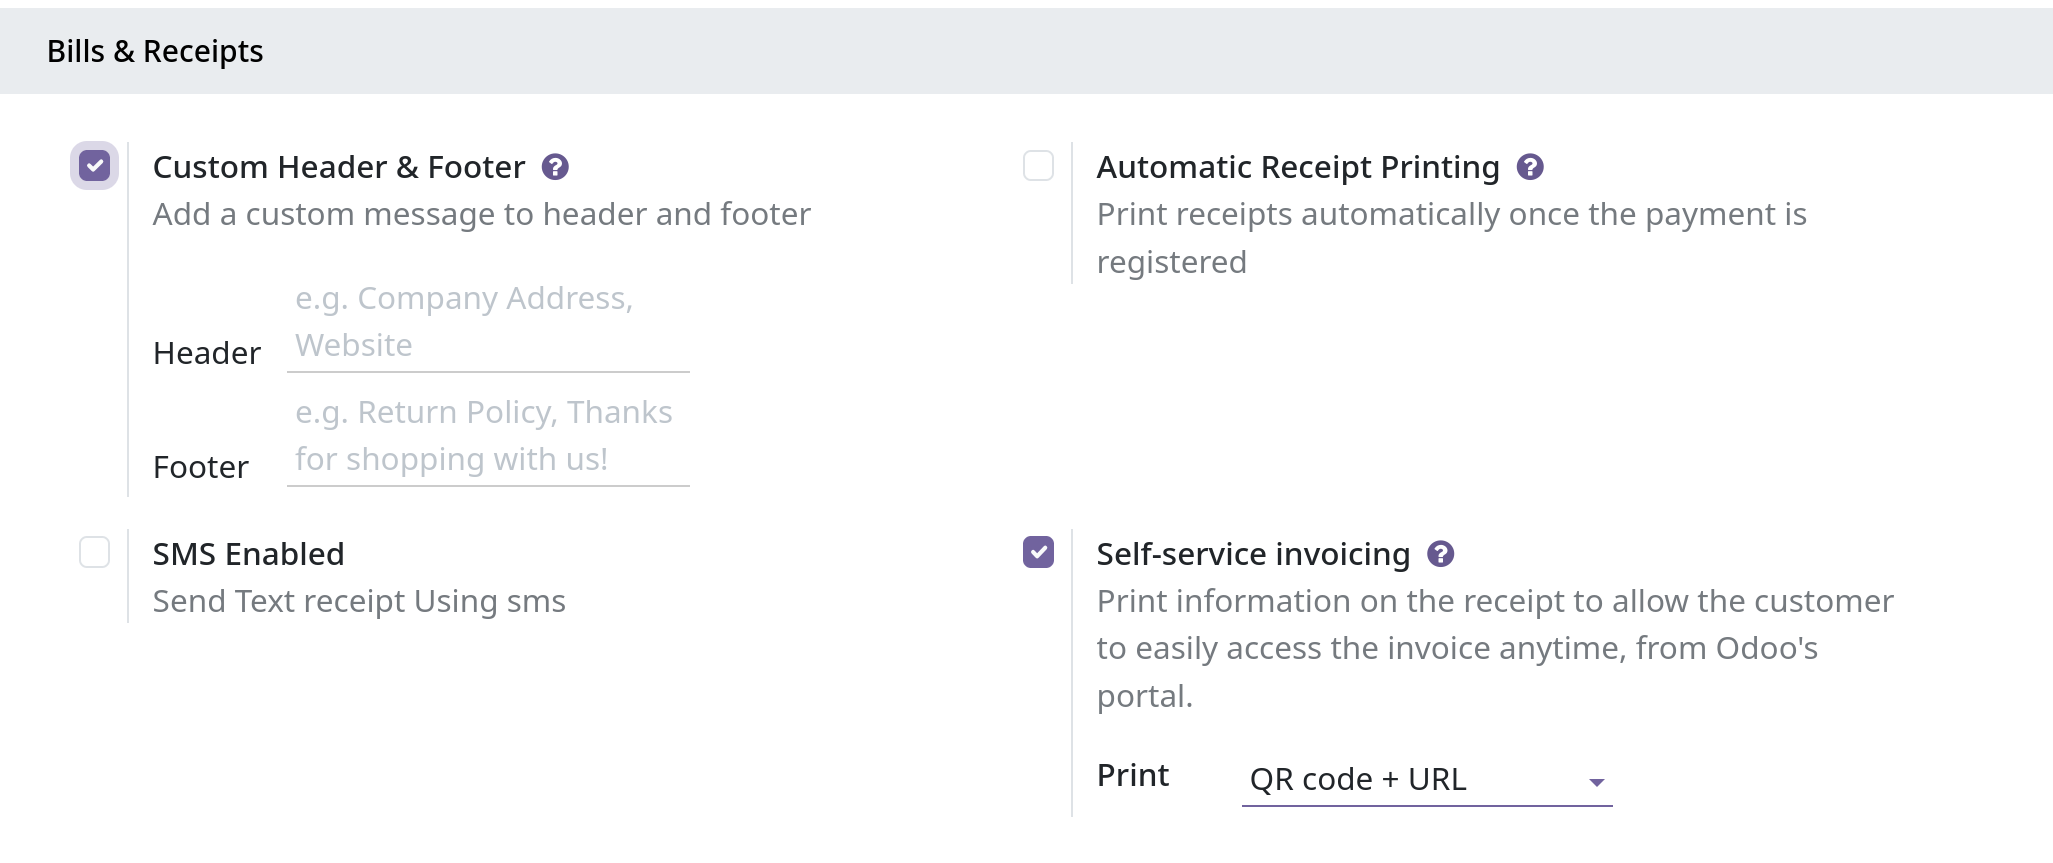 Bills & Receipts
Custom Header & Footer ?
Add a custom message to header and footer
e.g. Company Address,
Website
Header
e.g. Return Policy, Thanks
for shopping with us!
Footer
Automatic Receipt Printing ?
Print receipts automatically once the payment is
registered
SMS Enabled
Send Text receipt Using sms
Self-service invoicing ?
Print information on the receipt to allow the customer
to easily access the invoice anytime, from Odoo's
portal.
Print QR code + URL